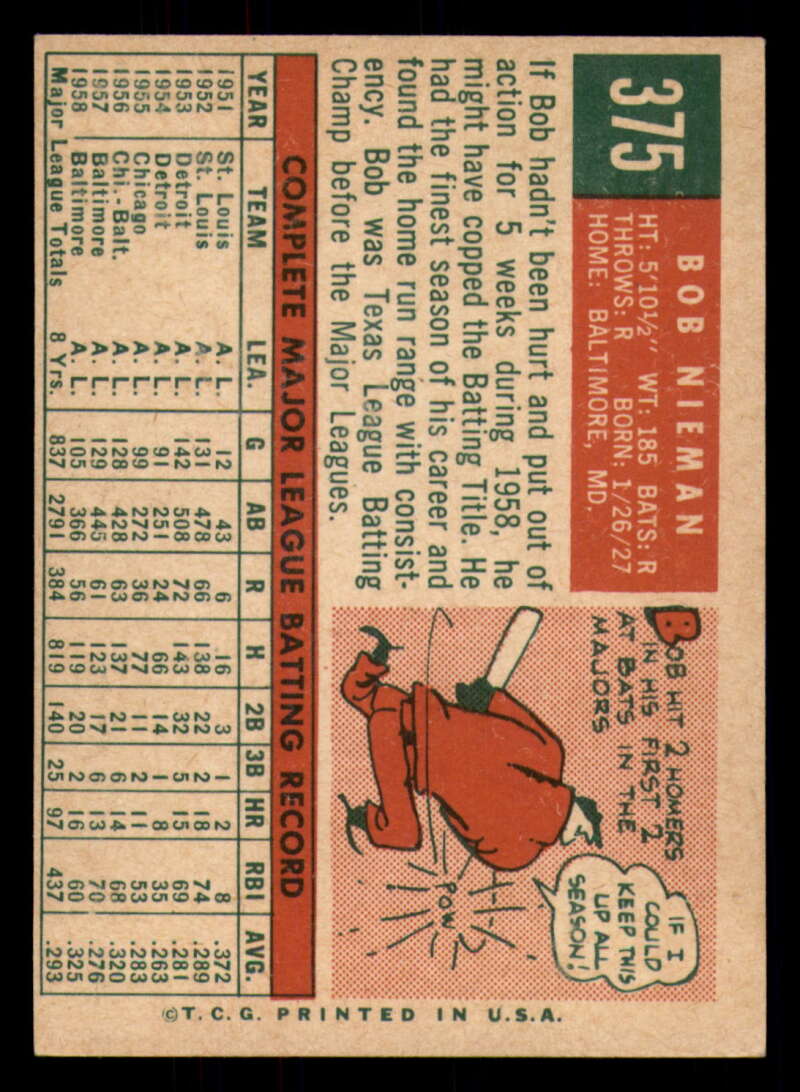 375
BOB NIEMAN
HT: 5'10½" WT: 185 BATS: R
THROWS: R BORN: 1/26/27
HOME: BALTIMORE, MD.
If Bob hadn't been hurt and put out of
action for 5 weeks during 1958, he
might have copped the Batting Title. He
had the finest season of his career and
found the home run range with consist-
ency. Bob was Texas League Batting
Champ before the Major Leagues.
BOB HIT 2 HOMERS
IN HIS FIRST 2
AT BATS IN THE
MAJORS
IF I
COULD
KEEP THIS
UP ALL
SEASON!
POW
COMPLETE MAJOR LEAGUE BATTING RECORD
YEAR TEAM LEA. G AB R H 2B 3B HR RBI AVG.
1951 St. Louis A. L. 12 43 6 16 3 1 2 8 .372
1952 St. Louis A. L. 131 478 66 138 22 2 18 74 .289
1953 Detroit A. L. 142 508 72 143 32 5 15 69 .281
1954 Detroit A. L. 91 251 24 66 14 1 8 35 .263
1955 Chicago A. L. 99 272 36 77 11 2 11 53 .283
1956 Chi.-Balt. A. L. 128 428 63 137 21 6 14 68 .320
1957 Baltimore A. L. 129 445 61 123 17 6 13 70 .276
1958 Baltimore A. L. 105 366 56 119 20 2 16 60 .325
Major League Totals 8 Yrs. 837 2791 384 819 140 25 97 437 .293
©T.C.G. PRINTED IN U.S.A.